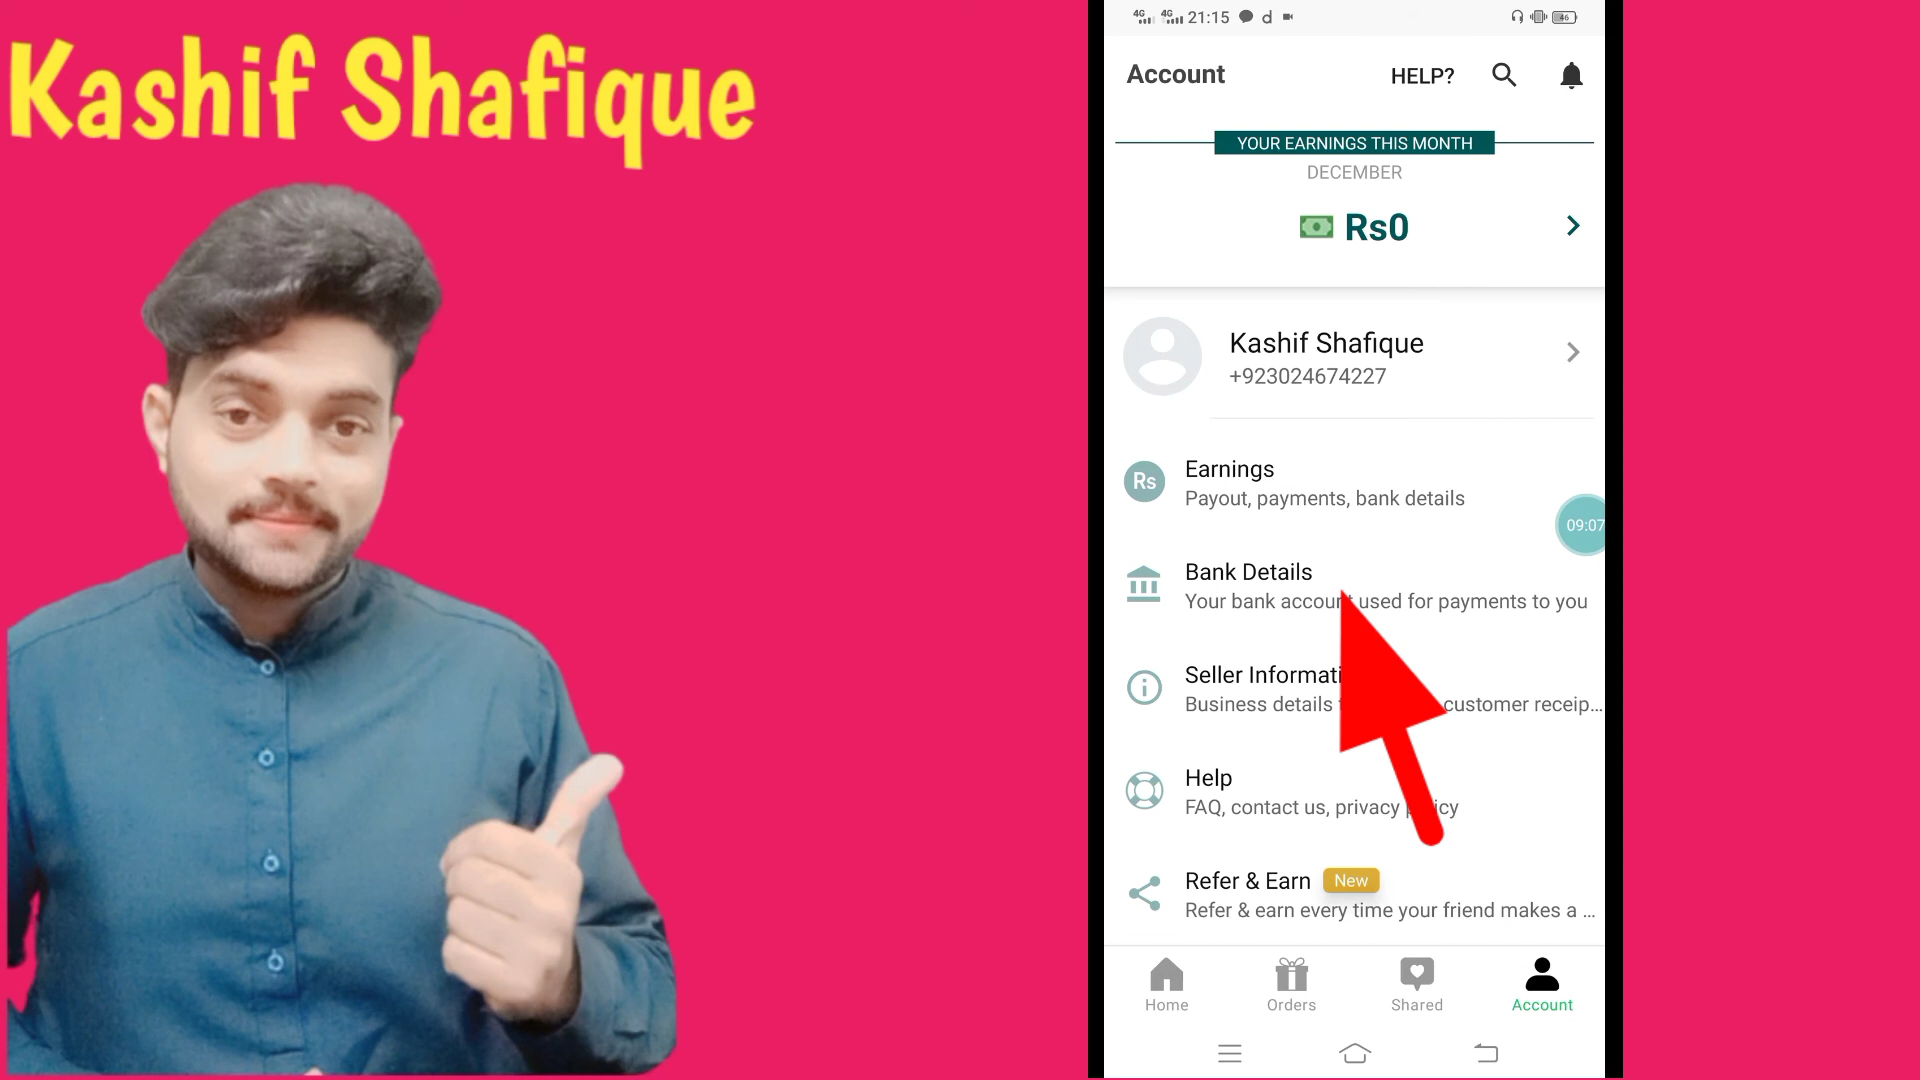 Kashif Shafique
4G 4G 21:15 d 46
Account HELP?
YOUR EARNINGS THIS MONTH
DECEMBER
Rs0
Kashif Shafique
+923024674227
Rs Earnings
Payout, payments, bank details
09:07
Bank Details
Your bank account used for payments to you
Seller Informati
Business details customer receip...
Help
FAQ, contact us, privacy policy
Refer & Earn New
Refer & earn every time your friend makes a ...
Home Orders Shared Account